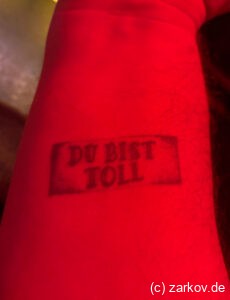 DU BIST
TOLL
(c) zarkov.de